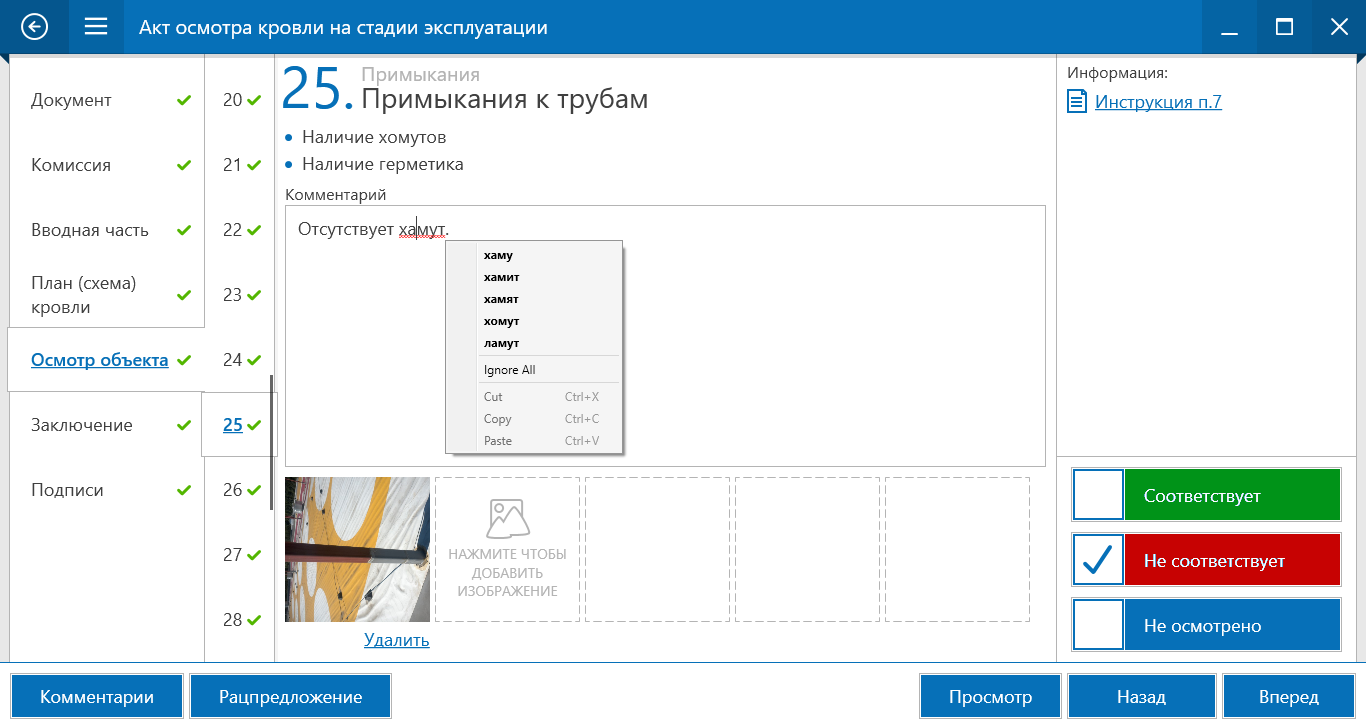 Акт осмотра кровли на стадии эксплуатации
Документ
Комиссия
Вводная часть
План (схема)
кровли
Осмотр объекта
Заключение
Подписи
20
21
22
23
24
25
26
27
28
25.
Примыкания
Примыкания к трубам
Наличие хомутов
Наличие герметика
Комментарий
Отсутствует хамут.
хаму
хамит
хамят
хомут
ламут
Ignore All
Cut Ctrl+X
Copy Ctrl+C
Paste Ctrl+V
НАЖМИТЕ ЧТОБЫ
ДОБАВИТЬ
ИЗОБРАЖЕНИЕ
Удалить
Информация:
Инструкция п.7
Соответствует
Не соответствует
Не осмотрено
Комментарии
Рацпредложение
Просмотр
Назад
Вперед